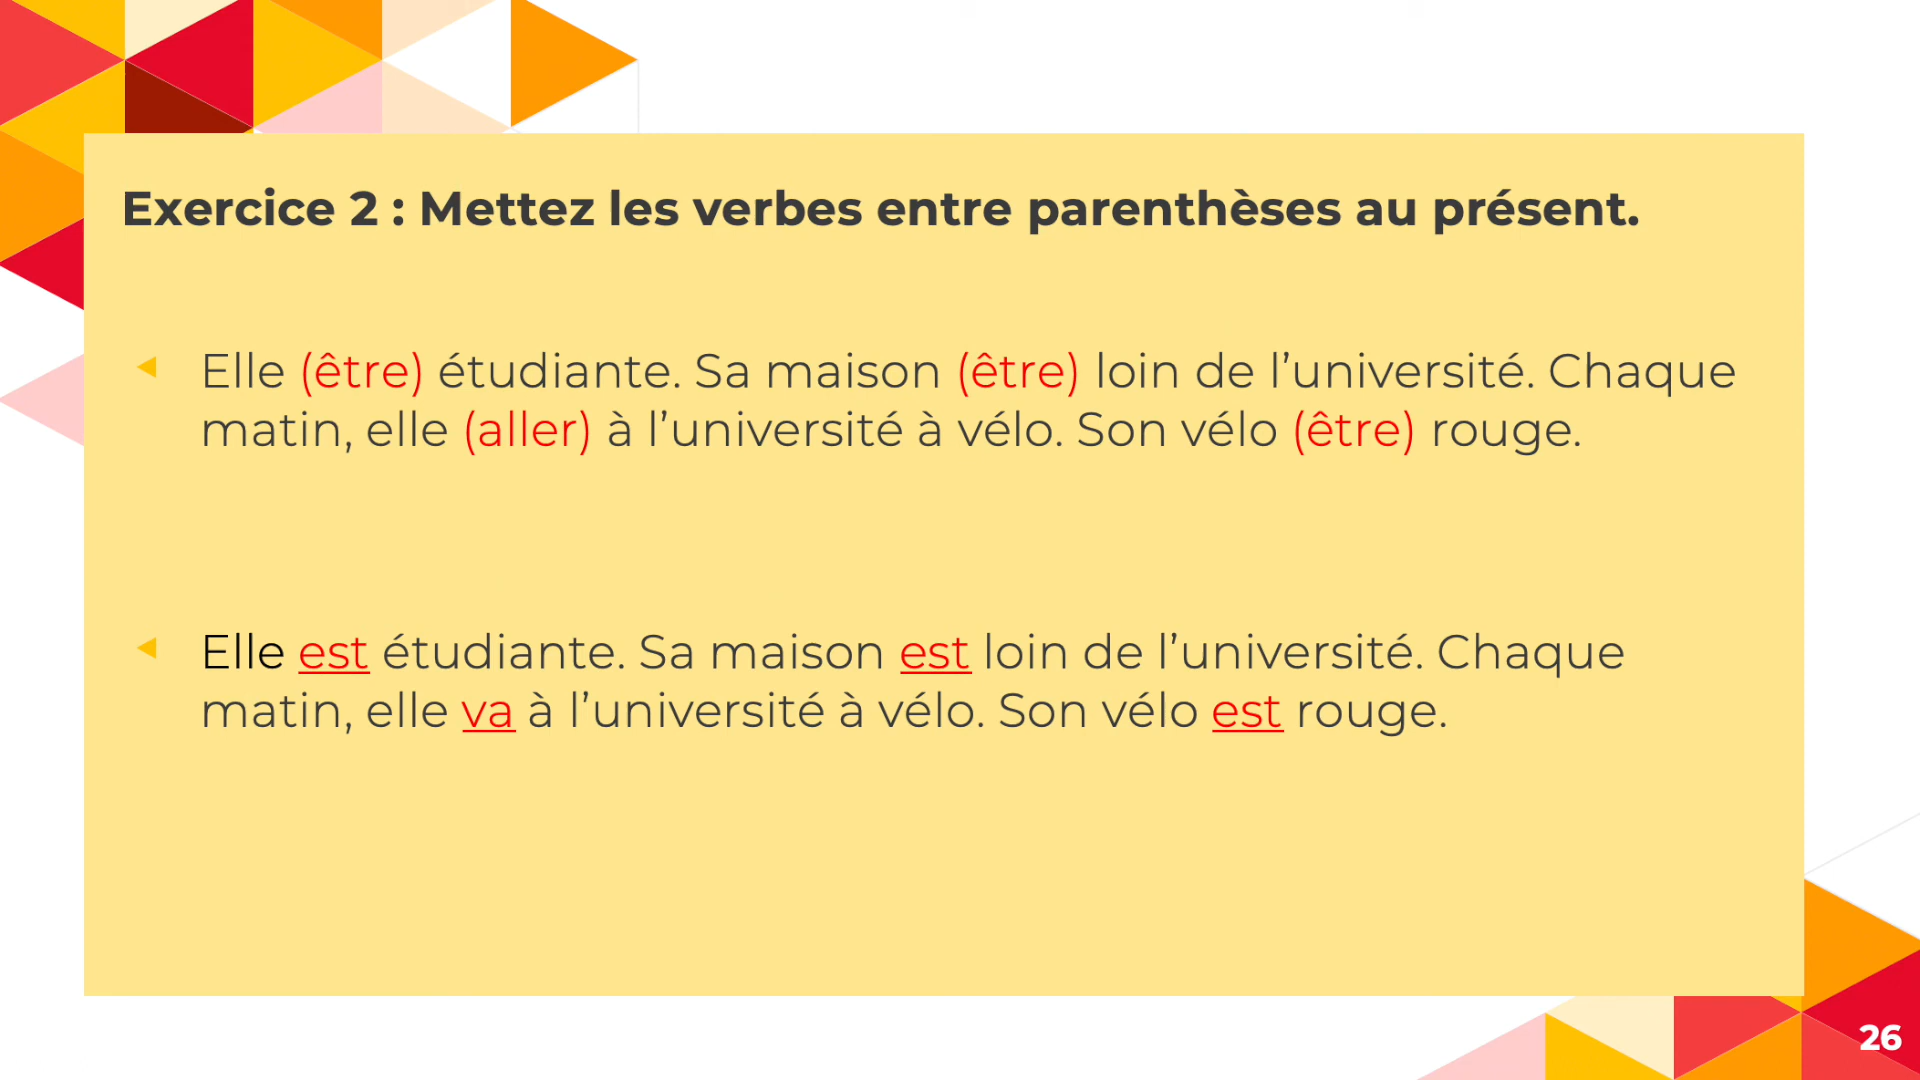 Exercice 2 : Mettez les verbes entre parenthèses au présent.
Elle (être) étudiante. Sa maison (être) loin de l’université. Chaque
matin, elle (aller) à l’université à vélo. Son vélo (être) rouge.
Elle est étudiante. Sa maison est loin de l’université. Chaque
matin, elle va à l’université à vélo. Son vélo est rouge.
26